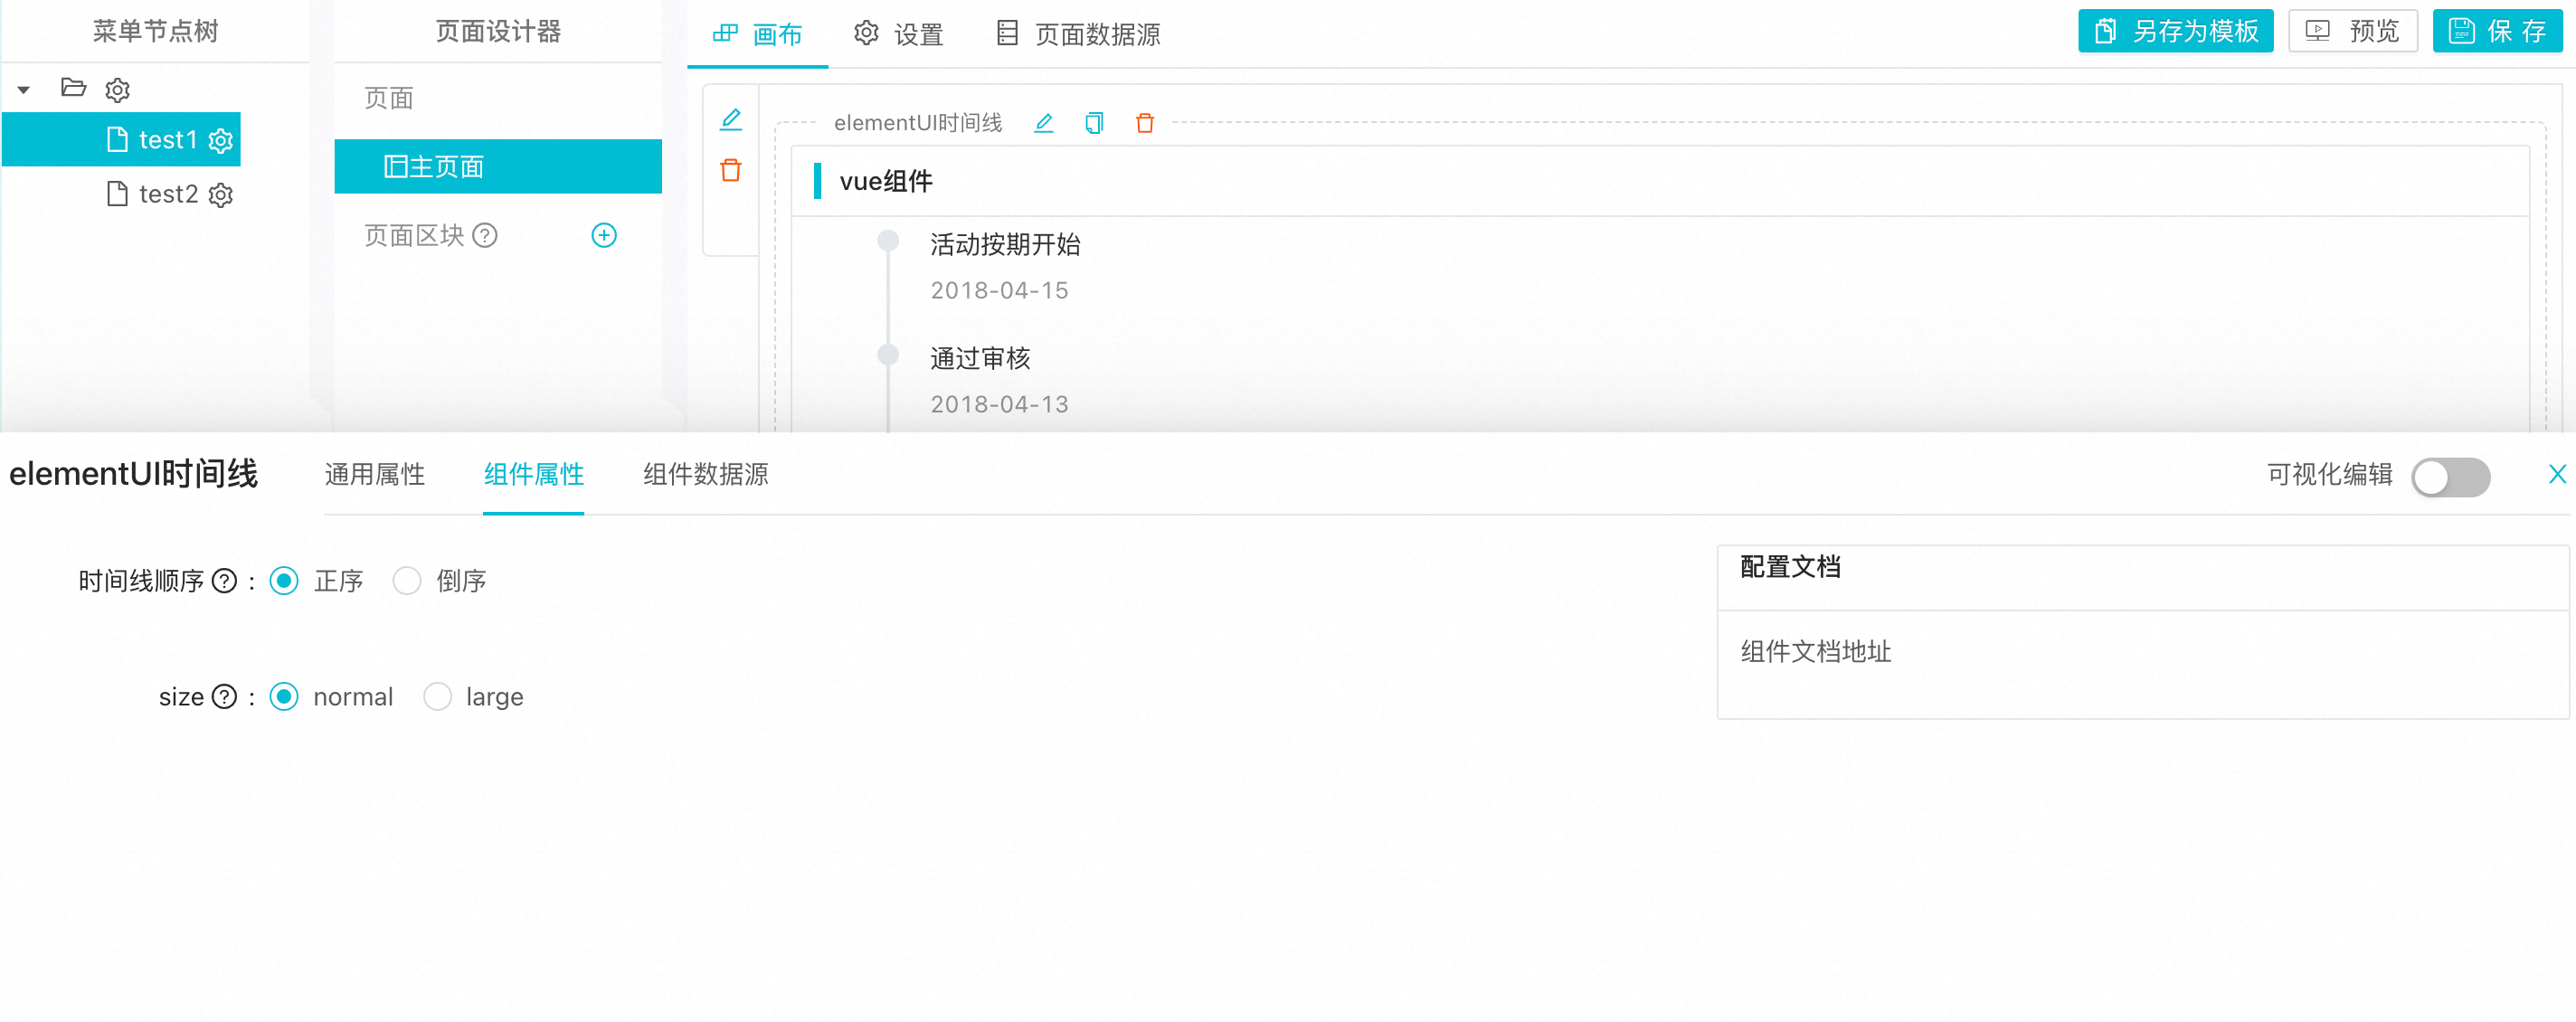 菜单节点树
test1
test2
页面设计器
页面
主页面
页面区块
画布 设置 页面数据源
另存为模板 预览 保 存
elementUI时间线
vue组件
活动按期开始
2018-04-15
通过审核
2018-04-13
elementUI时间线 通用属性 组件属性 组件数据源 可视化编辑
时间线顺序 : 正序 倒序
size : normal large
配置文档
组件文档地址